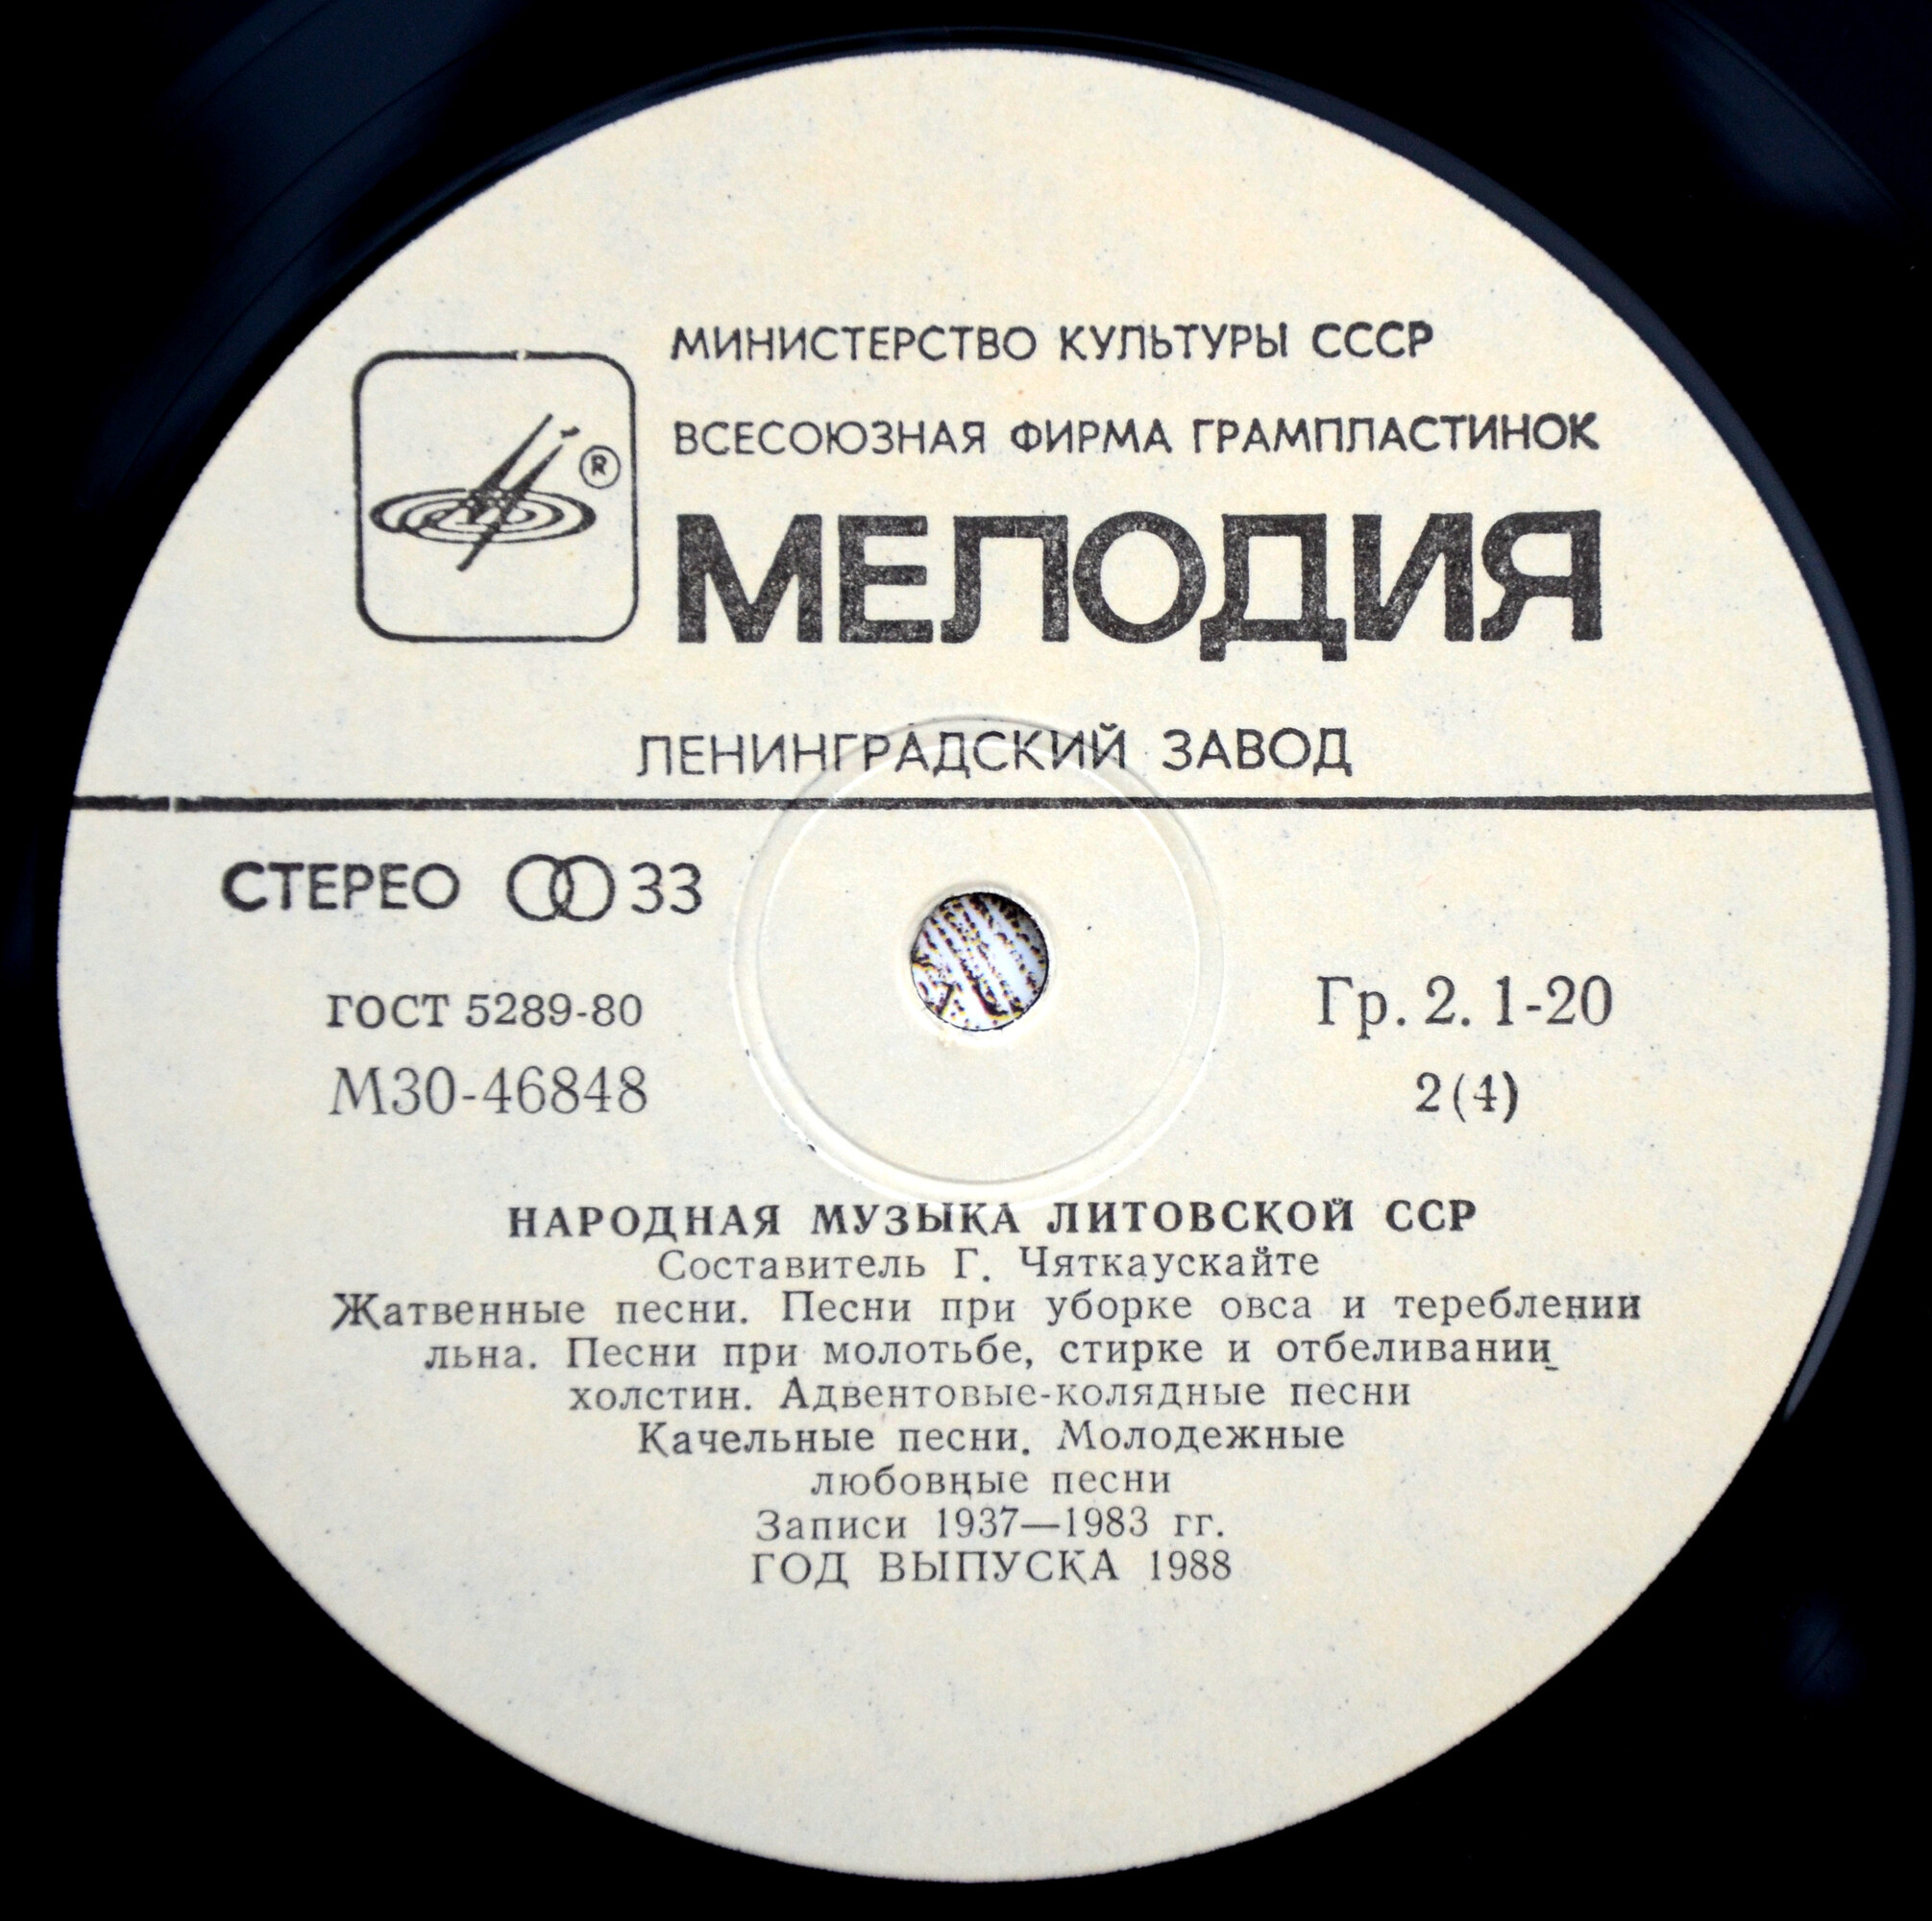 МИНИСТЕРСТВО КУЛЬТУРЫ СССР
ВСЕСОЮЗНАЯ ФИРМА ГРАМПЛАСТИНОК
®
МЕЛОДИЯ
ЛЕНИНГРАДСКИЙ ЗАВОД
СТЕРЕО 33
ГОСТ 5289-80
Гр. 2. 1-20
М30-46848
2(4)
НАРОДНАЯ МУЗЫКА ЛИТОВСКОЙ ССР
Составитель Г. Чяткаускайте
Жатвенные песни. Песни при уборке овса и тереблении
льна. Песни при молотьбе, стирке и отбеливании
холстин. Адвентовые-колядные песни
Качельные песни. Молодежные
любовные песни
Записи 1937—1983 гг.
ГОД ВЫПУСКА 1988